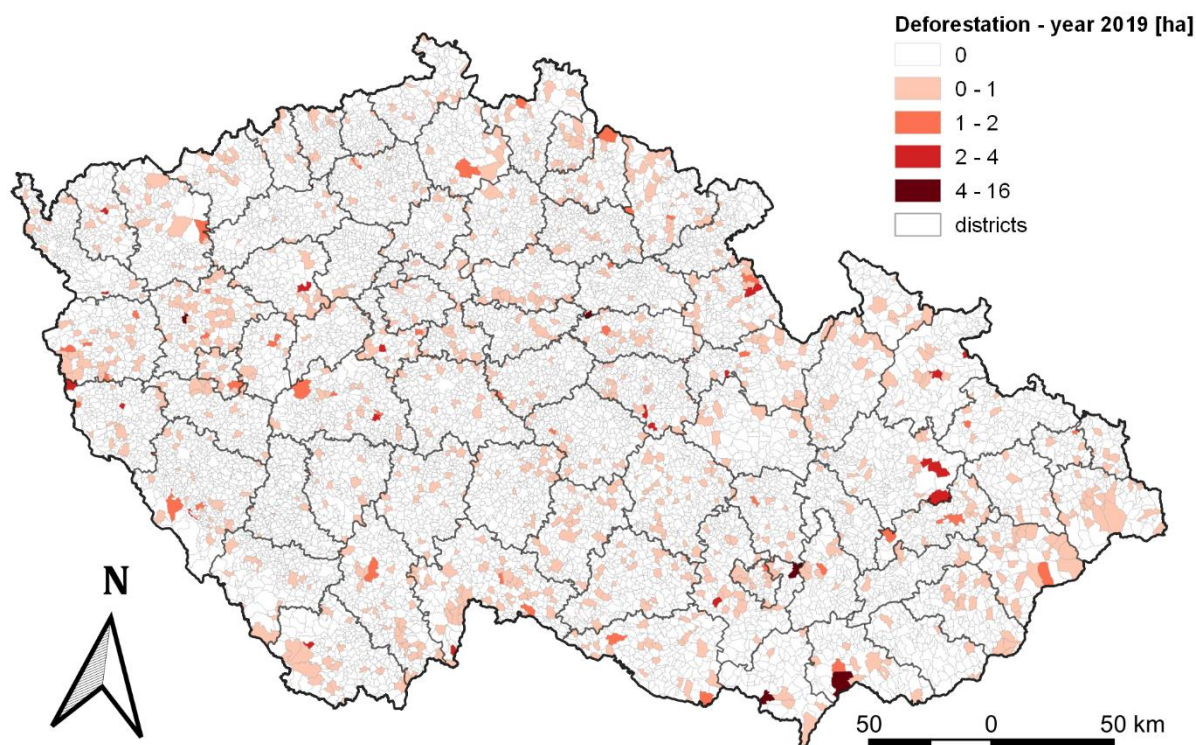 Deforestation - year 2019 [ha]
0
0 - 1
1 - 2
2 - 4
4 - 16
districts
N
50 0 50 km